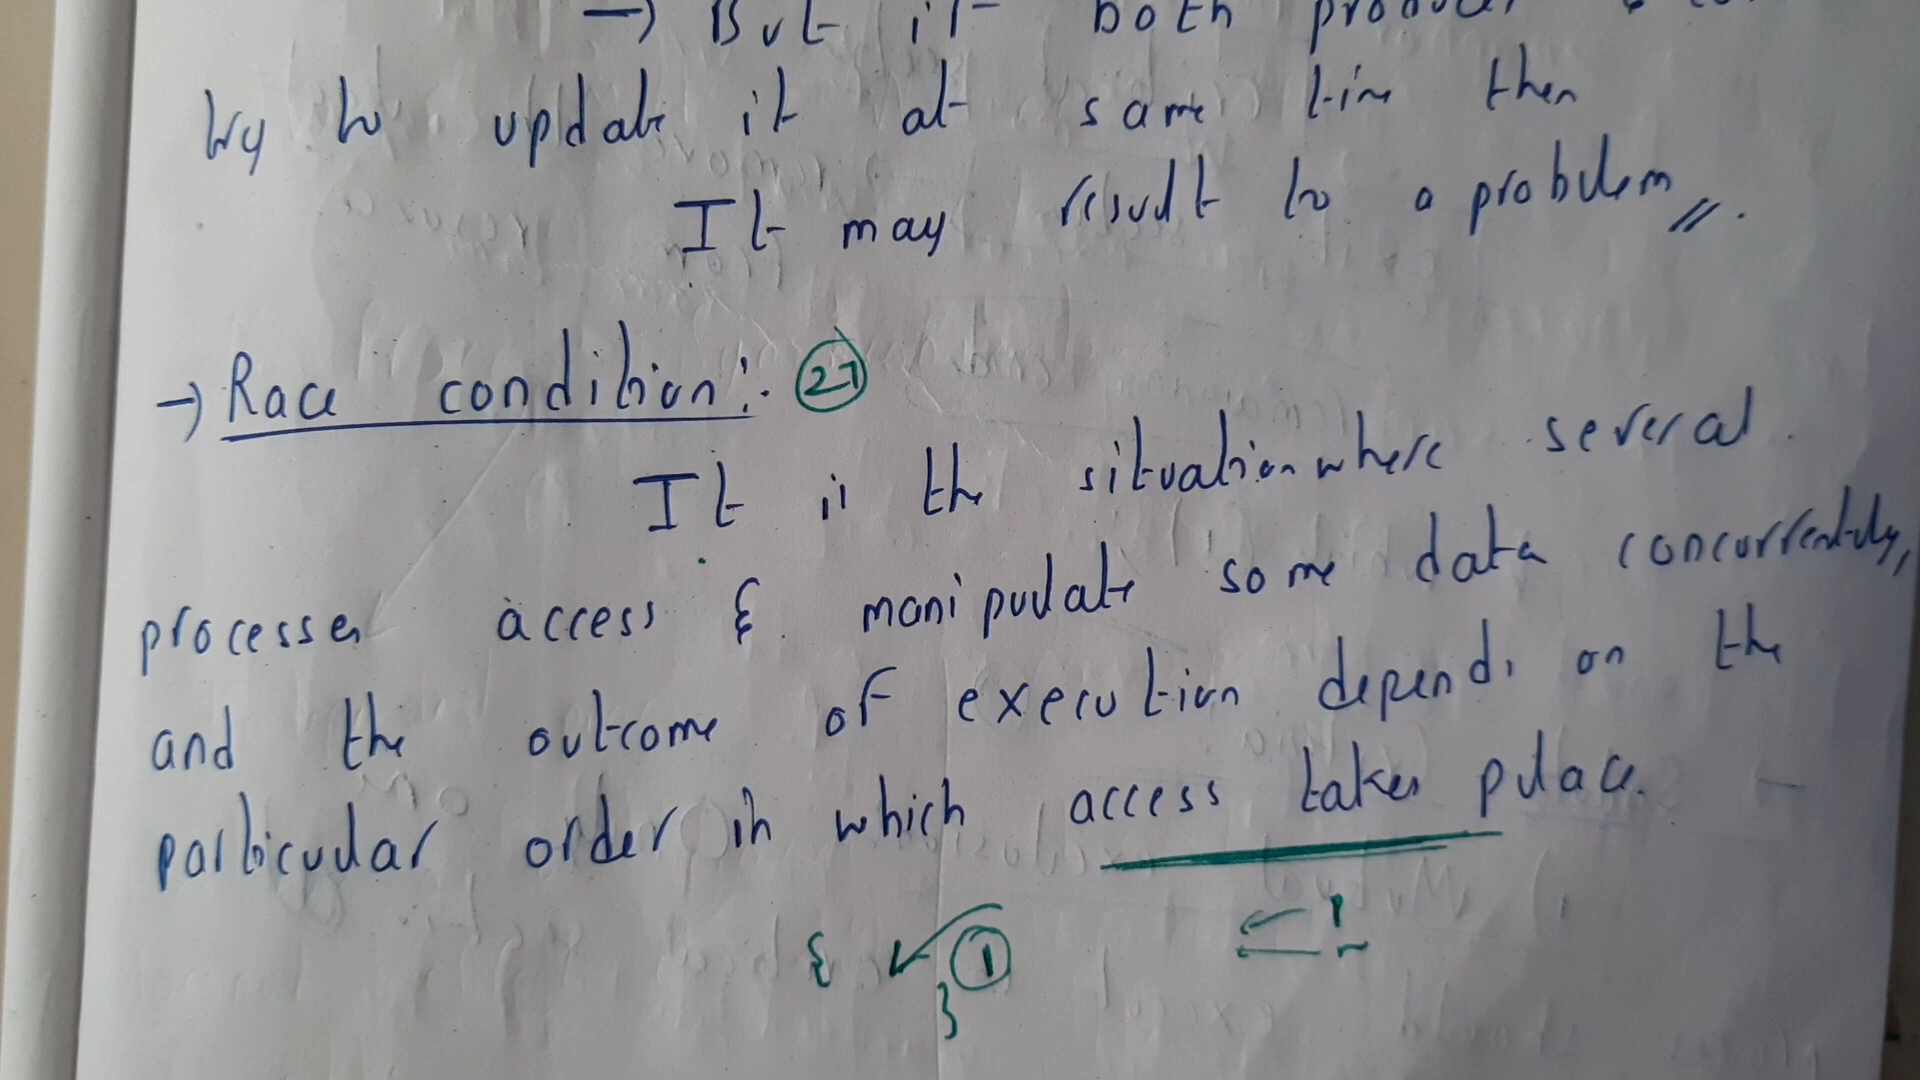 → But if both
try to update it at same time then
It may result to a problem //.
→ Race condition :- 27
It is the situation where several
processes access & manipulate some data concurrently,
and the outcome of execution depends on the
particular order in which access takes place.
{ ↙ 1
}